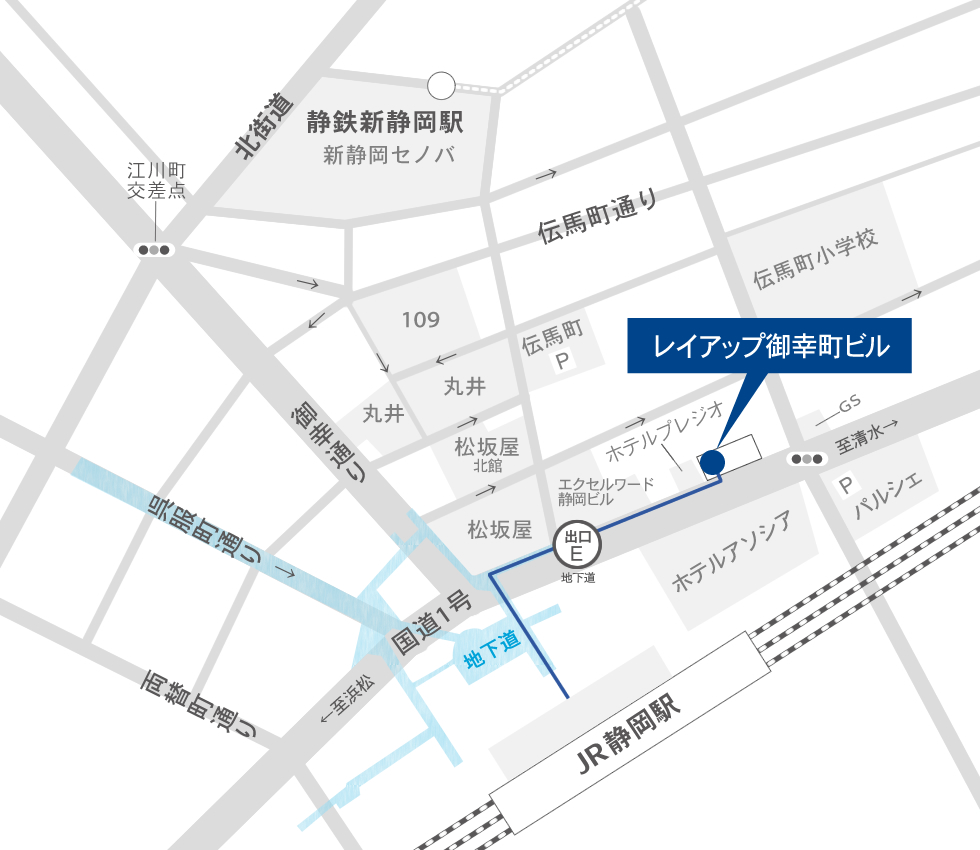 北街道
静鉄新静岡駅
新静岡セノバ
江川町
交差点
伝馬町通り
伝馬町小学校
109
伝馬町
P
レイアップ御幸町ビル
丸井
丸井
御幸通り
松坂屋
北館
ホテルプレジオ
GS
至清水→
エクセルワード
静岡ビル
P
パルシェ
呉服町通り
松坂屋
出口
E
地下道
ホテルアソシア
国道1号
地下道
両替町通り
←至浜松
JR静岡駅